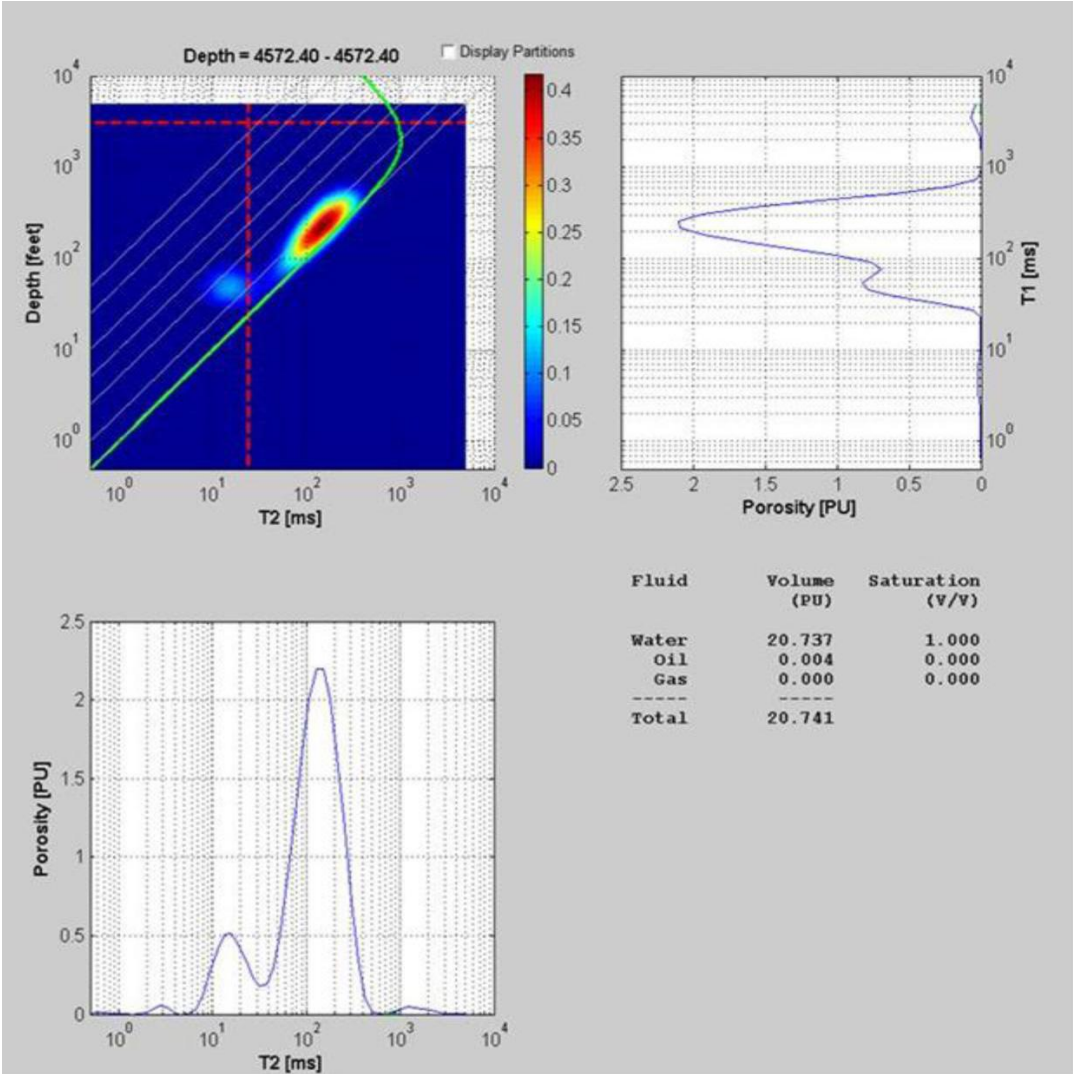 Depth = 4572.40 - 4572.40
Display Partitions
Depth [feet]
10^4
10^3
10^2
10^1
10^0
10^0 10^1 10^2 10^3 10^4
T2 [ms]
0.4
0.35
0.3
0.25
0.2
0.15
0.1
0.05
0
10^4
10^3
10^2
10^1
10^0
T1 [ms]
2.5 2 1.5 1 0.5 0
Porosity [PU]
Fluid Volume Saturation
(PU) (V/V)
Water 20.737 1.000
Oil 0.004 0.000
Gas 0.000 0.000
----- -----
Total 20.741
Porosity [PU]
2.5
2
1.5
1
0.5
0
10^0 10^1 10^2 10^3 10^4
T2 [ms]